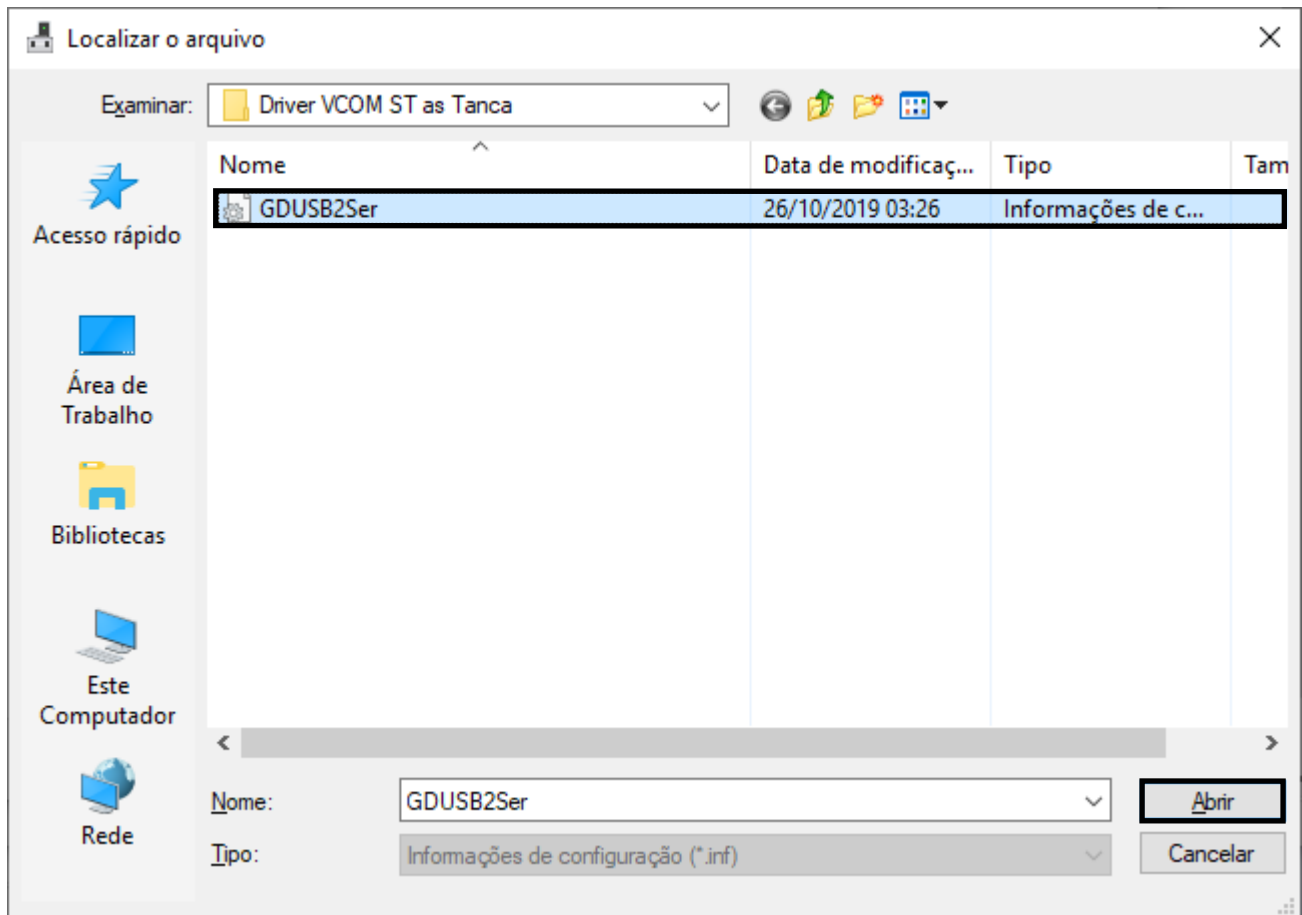 Localizar o arquivo
Examinar:
Driver VCOM ST as Tanca
Nome
Data de modificaç...
Tipo
Tam
GDUSB2Ser
26/10/2019 03:26
Informações de c...
Acesso rápido
Área de
Trabalho
Bibliotecas
Este
Computador
Rede
Nome:
GDUSB2Ser
Abrir
Tipo:
Informações de configuração (*.inf)
Cancelar